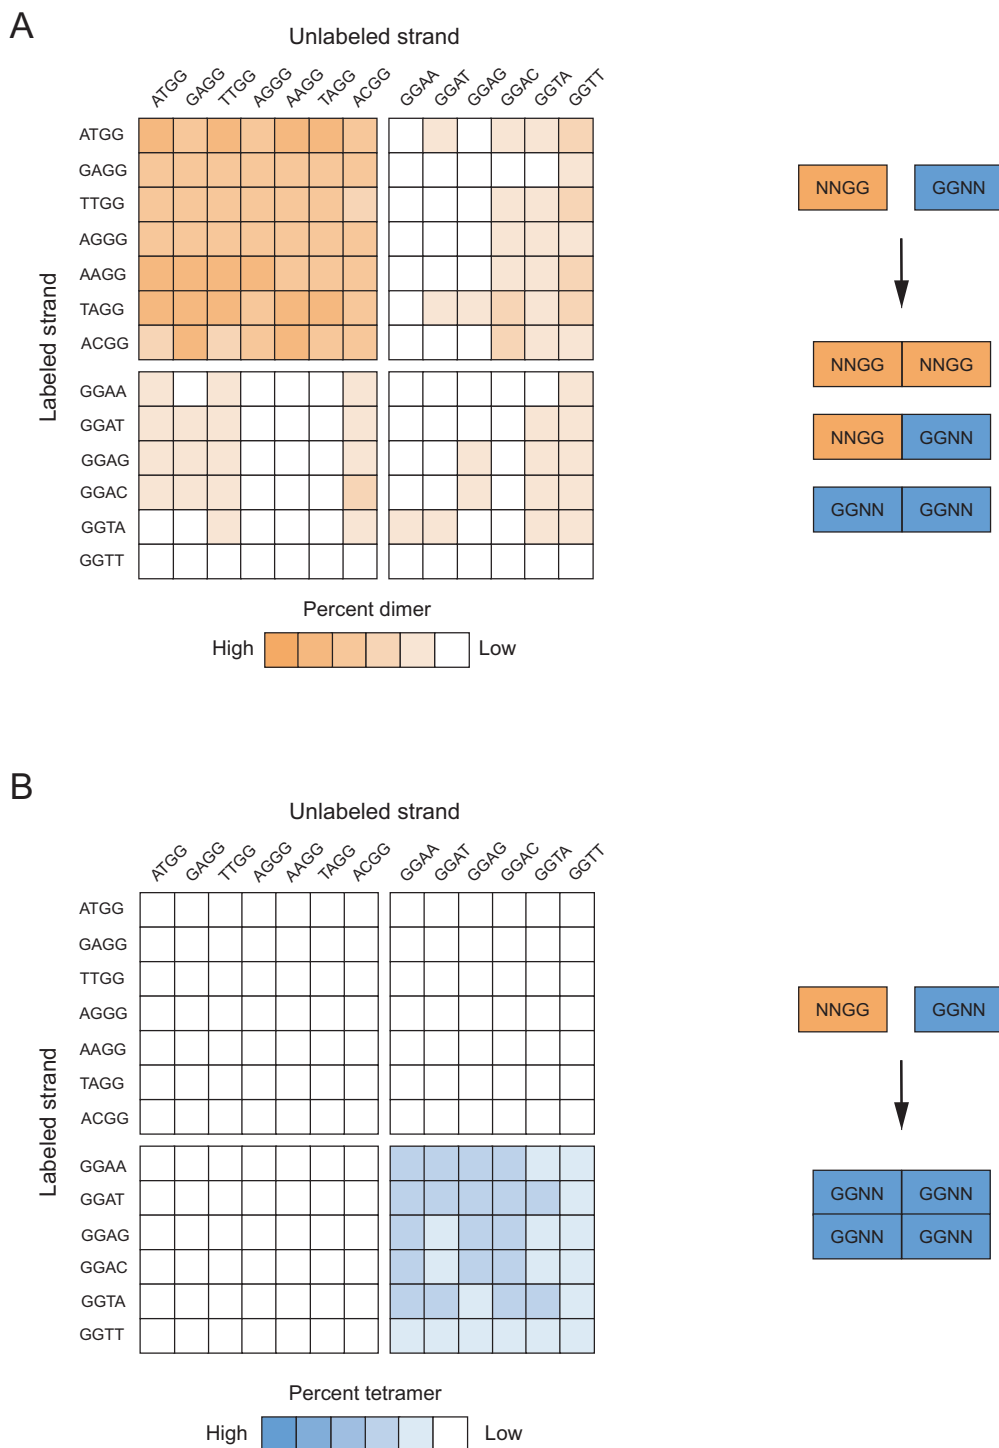 A
Unlabeled strand
ATGG GAGG TTGG AGGG AAGG TAGG ACGG GGAA GGAT GGAG GGAC GGTA GGTT
Labeled strand
ATGG
GAGG
TTGG
AGGG
AAGG
TAGG
ACGG
GGAA
GGAT
GGAG
GGAC
GGTA
GGTT
Percent dimer
High Low
NNGG GGNN
NNGG NNGG
NNGG GGNN
GGNN GGNN
B
Unlabeled strand
ATGG GAGG TTGG AGGG AAGG TAGG ACGG GGAA GGAT GGAG GGAC GGTA GGTT
Labeled strand
ATGG
GAGG
TTGG
AGGG
AAGG
TAGG
ACGG
GGAA
GGAT
GGAG
GGAC
GGTA
GGTT
Percent tetramer
High Low
NNGG GGNN
GGNN GGNN
GGNN GGNN